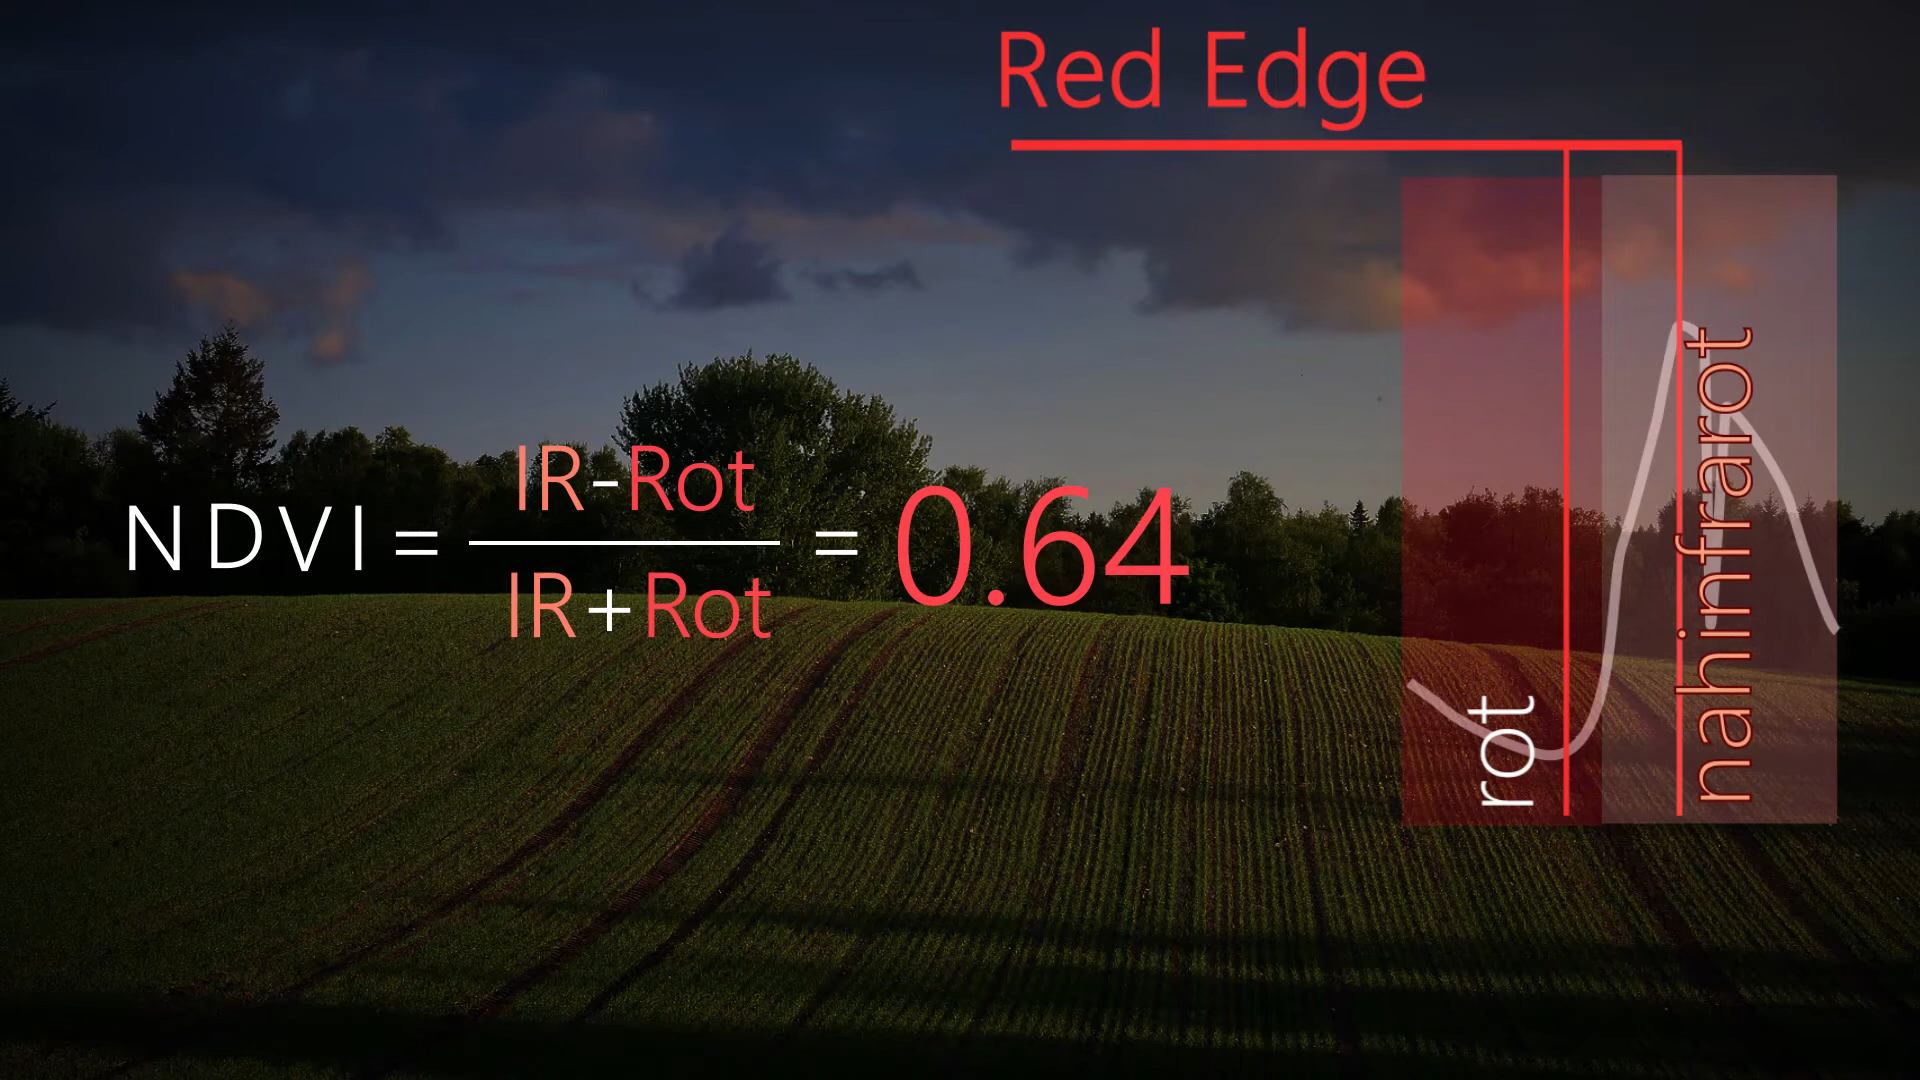 Red Edge
NDVI = IR-Rot
IR+Rot
= 0.64
rot
nahinfrarot